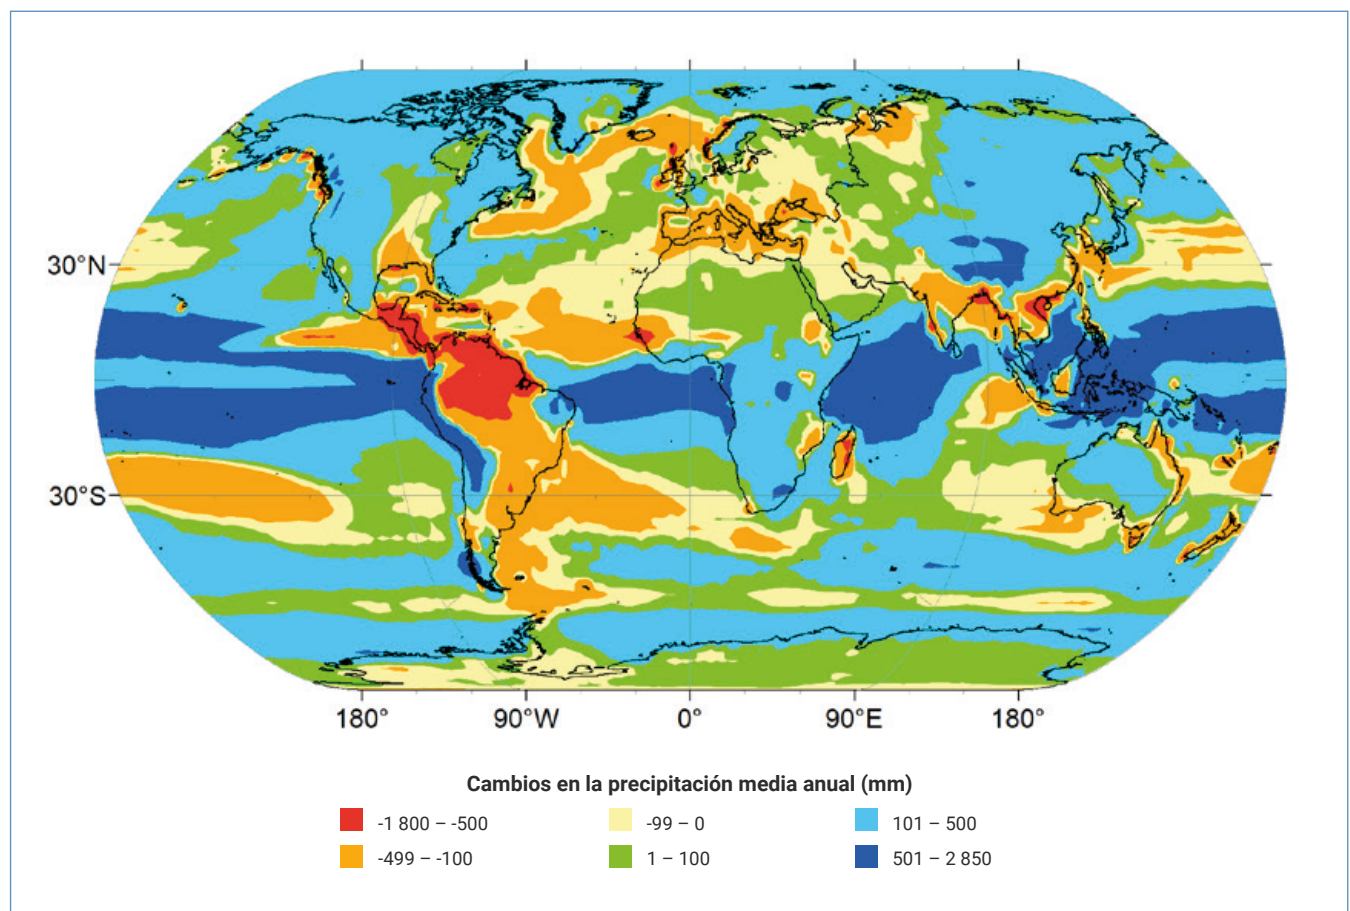 30°N
30°S
180° 90°W 0° 90°E 180°
Cambios en la precipitación media anual (mm)
-1 800 – -500 -99 – 0 101 – 500
-499 – -100 1 – 100 501 – 2 850